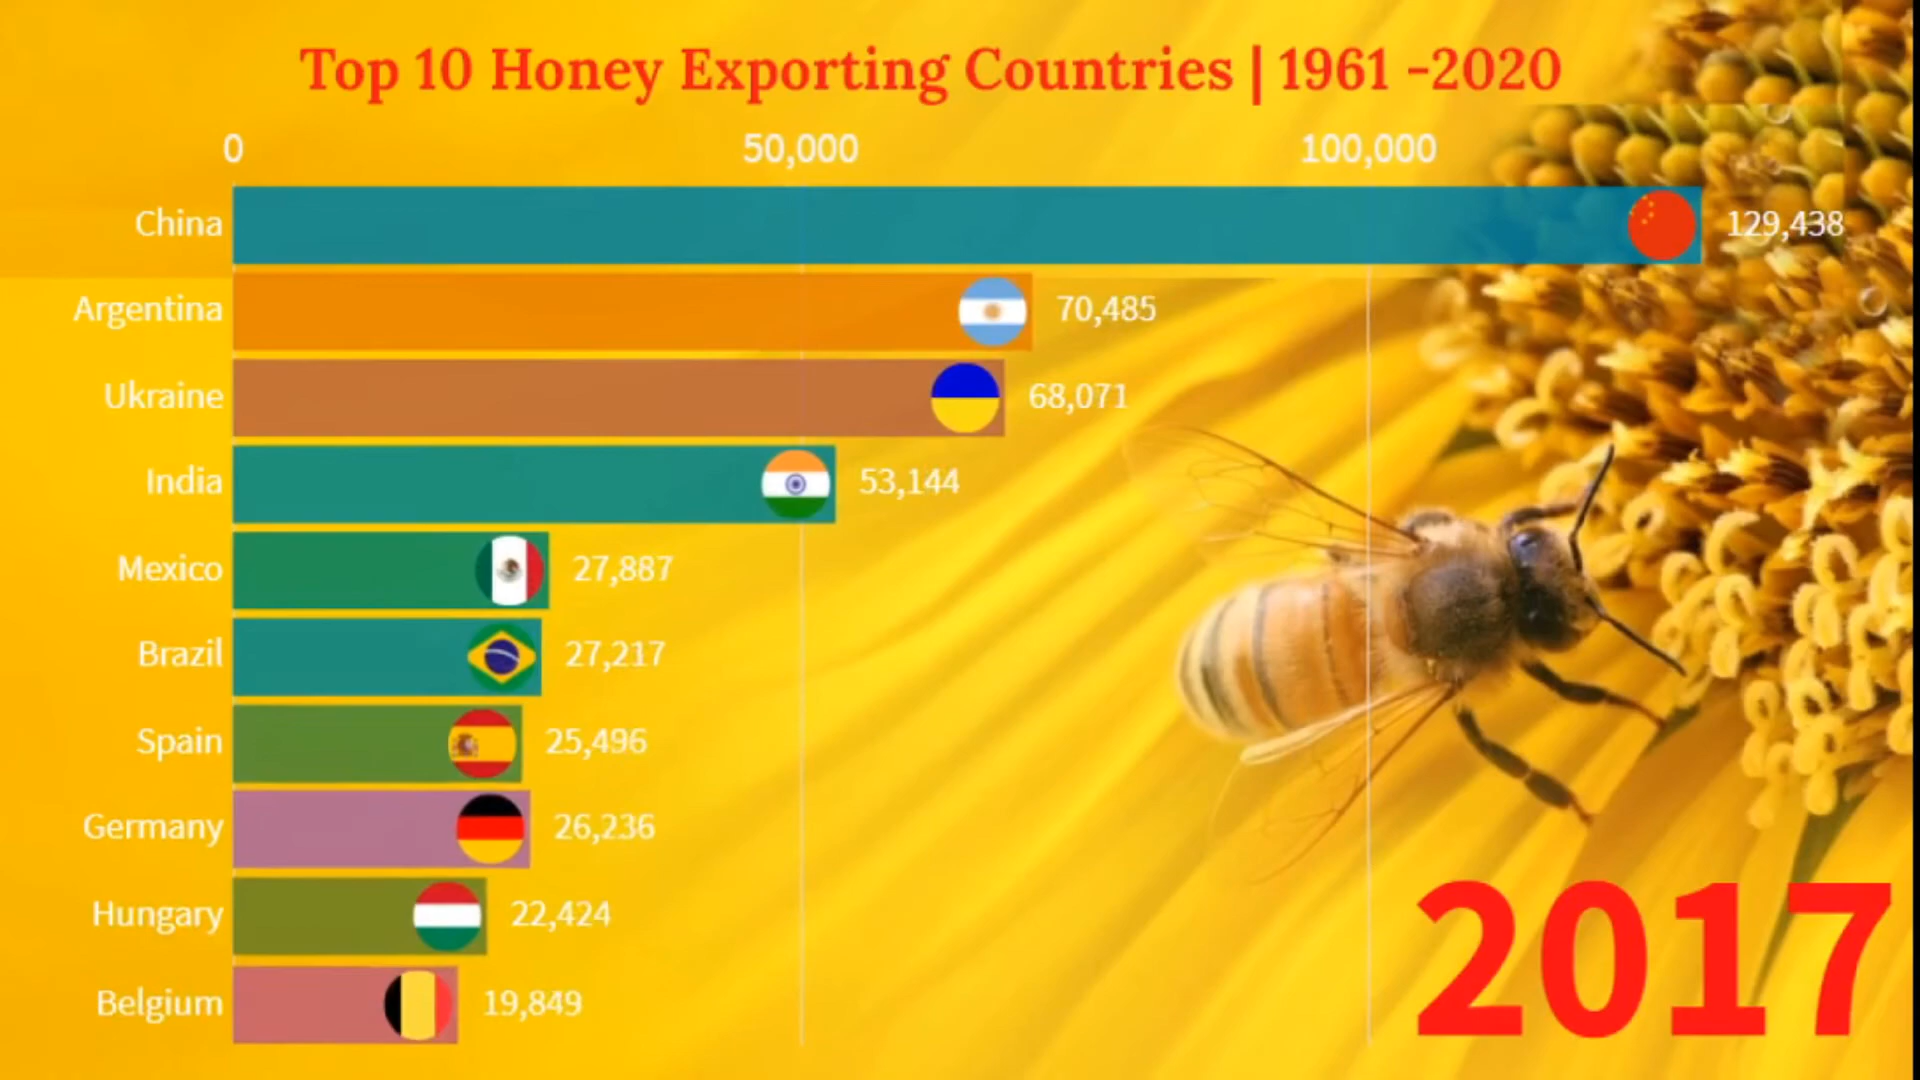 Top 10 Honey Exporting Countries | 1961 -2020
0 50,000 100,000
China 129,438
Argentina 70,485
Ukraine 68,071
India 53,144
Mexico 27,887
Brazil 27,217
Spain 25,496
Germany 26,236
Hungary 22,424
Belgium 19,849
2017